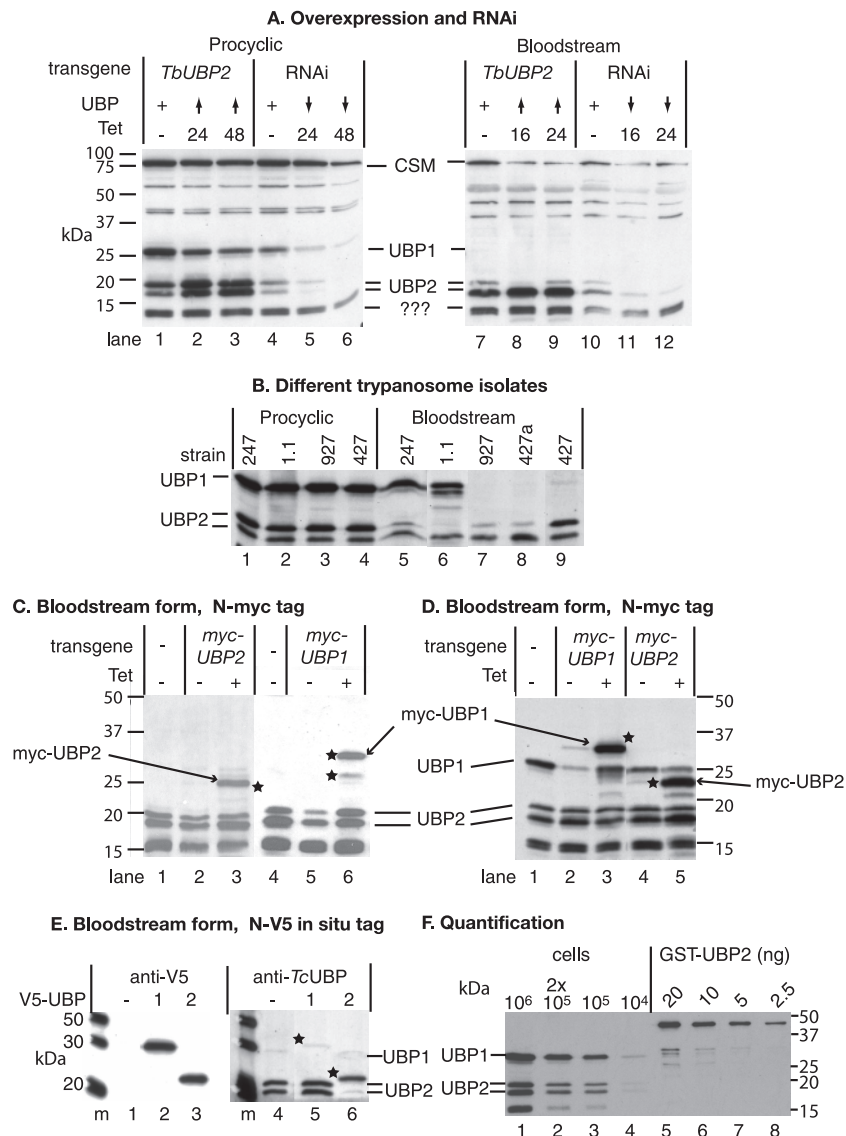 A. Overexpression and RNAi
Procyclic
Bloodstream
transgene TbUBP2 RNAi TbUBP2 RNAi
UBP + ↑ ↑ + ↓ ↓ + ↑ ↑ + ↓ ↓
Tet - 24 48 - 24 48 - 16 24 - 16 24
100
75
50
37
kDa
25
20
15
CSM
UBP1
UBP2
???
lane 1 2 3 4 5 6 7 8 9 10 11 12
B. Different trypanosome isolates
Procyclic Bloodstream
strain 247 1.1 927 427 247 1.1 927 427a 427
UBP1
UBP2
1 2 3 4 5 6 7 8 9
C. Bloodstream form, N-myc tag
transgene - myc-UBP2 myc-UBP1
Tet - - + - - +
50
37
25
20
15
myc-UBP2
lane 1 2 3 4 5 6
D. Bloodstream form, N-myc tag
transgene - myc-UBP1 myc-UBP2
Tet - - + - +
myc-UBP1
UBP1
UBP2
50
37
25
20
15
myc-UBP2
lane 1 2 3 4 5
E. Bloodstream form, N-V5 in situ tag
anti-V5 anti-TcUBP
V5-UBP - 1 2 - 1 2
50
30
kDa
20
UBP1
UBP2
m 1 2 3 m 4 5 6
F. Quantification
cells GST-UBP2 (ng)
kDa 10⁶ 2x 10⁵ 10⁵ 10⁴ 20 10 5 2.5
UBP1
UBP2
50
37
25
20
15
1 2 3 4 5 6 7 8